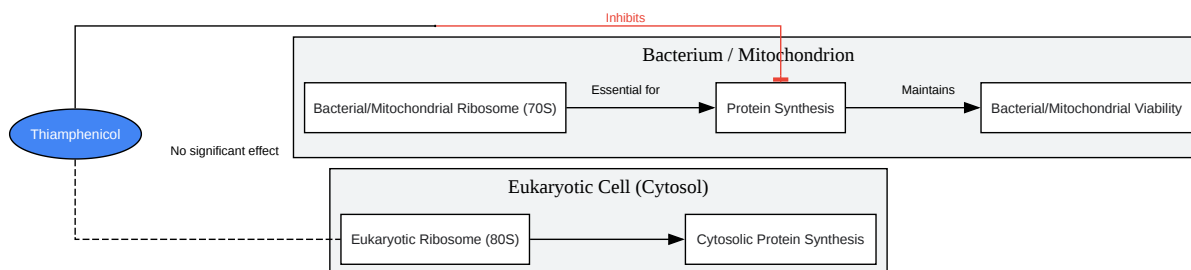 Inhibits
Bacterium / Mitochondrion
Bacterial/Mitochondrial Ribosome (70S)
Essential for
Protein Synthesis
Maintains
Bacterial/Mitochondrial Viability
Thiamphenicol
No significant effect
Eukaryotic Cell (Cytosol)
Eukaryotic Ribosome (80S)
Cytosolic Protein Synthesis